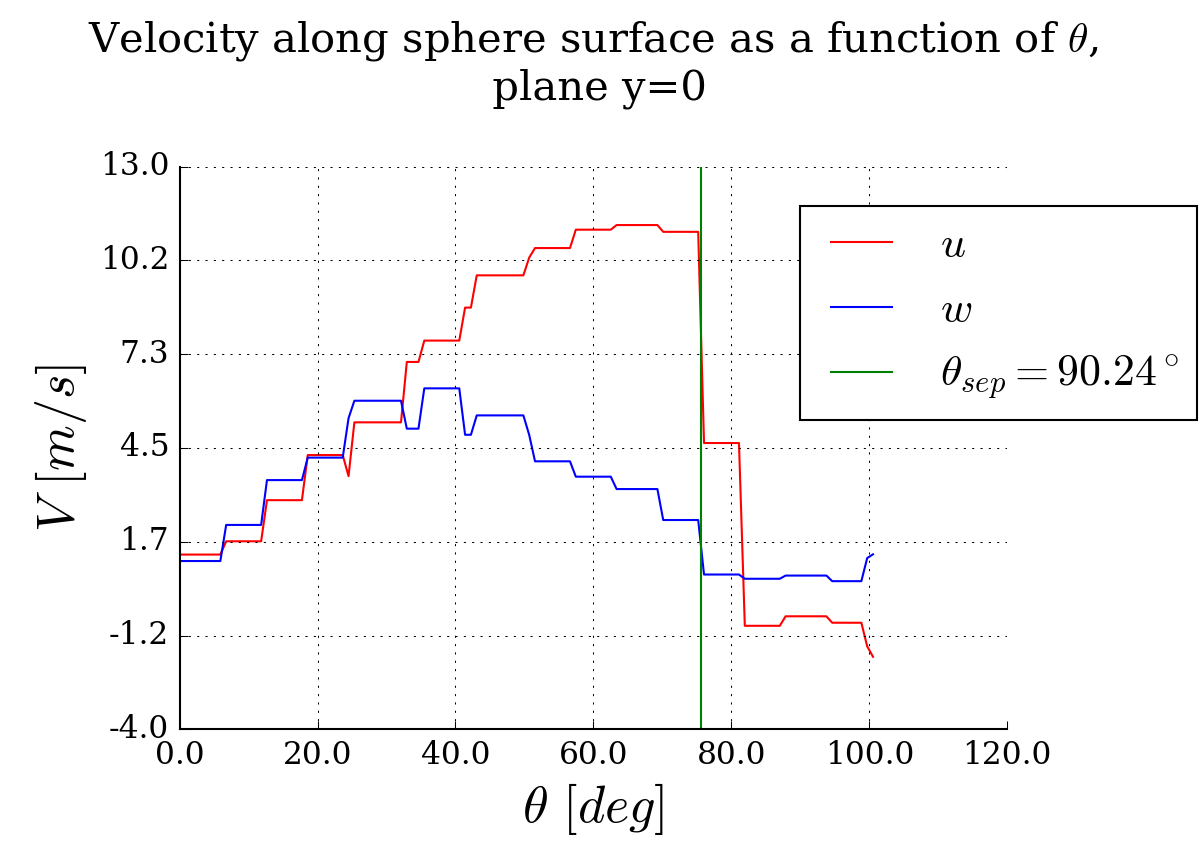 Velocity along sphere surface as a function of θ,
plane y=0
13.0
10.2
7.3
4.5
1.7
-1.2
-4.0
V [m/s]
0.0 20.0 40.0 60.0 80.0 100.0 120.0
θ [deg]
u
w
θ_sep = 90.24°